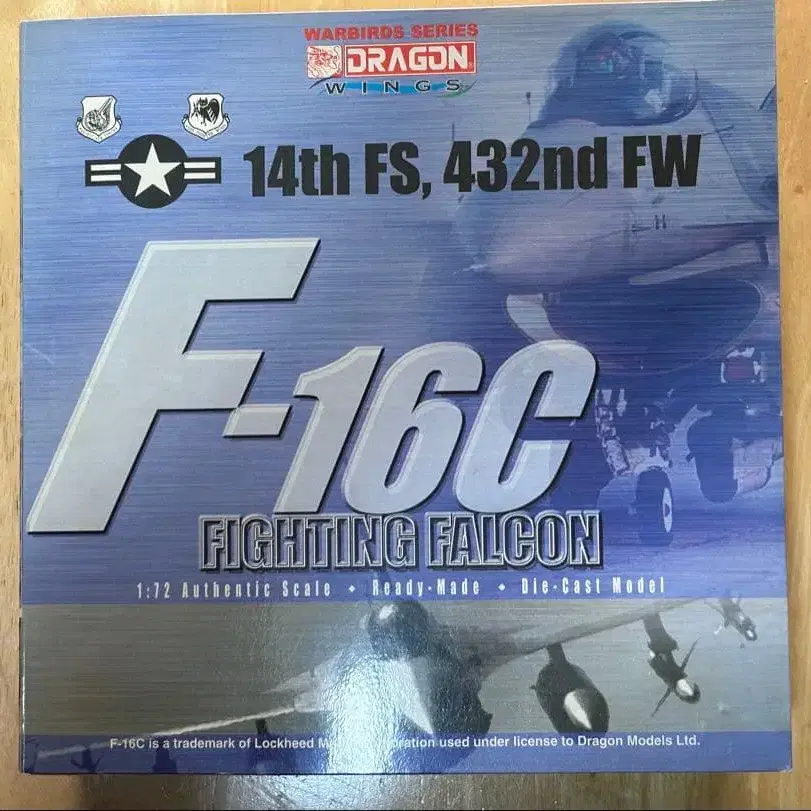 WARBIRDS SERIES
DRAGON
WINGS
14th FS, 432nd FW
F-16C
FIGHTING FALCON
1:72 Authentic Scale • Ready-Made • Die-Cast Model
F-16C is a trademark of Lockheed used under license to Dragon Models Ltd.